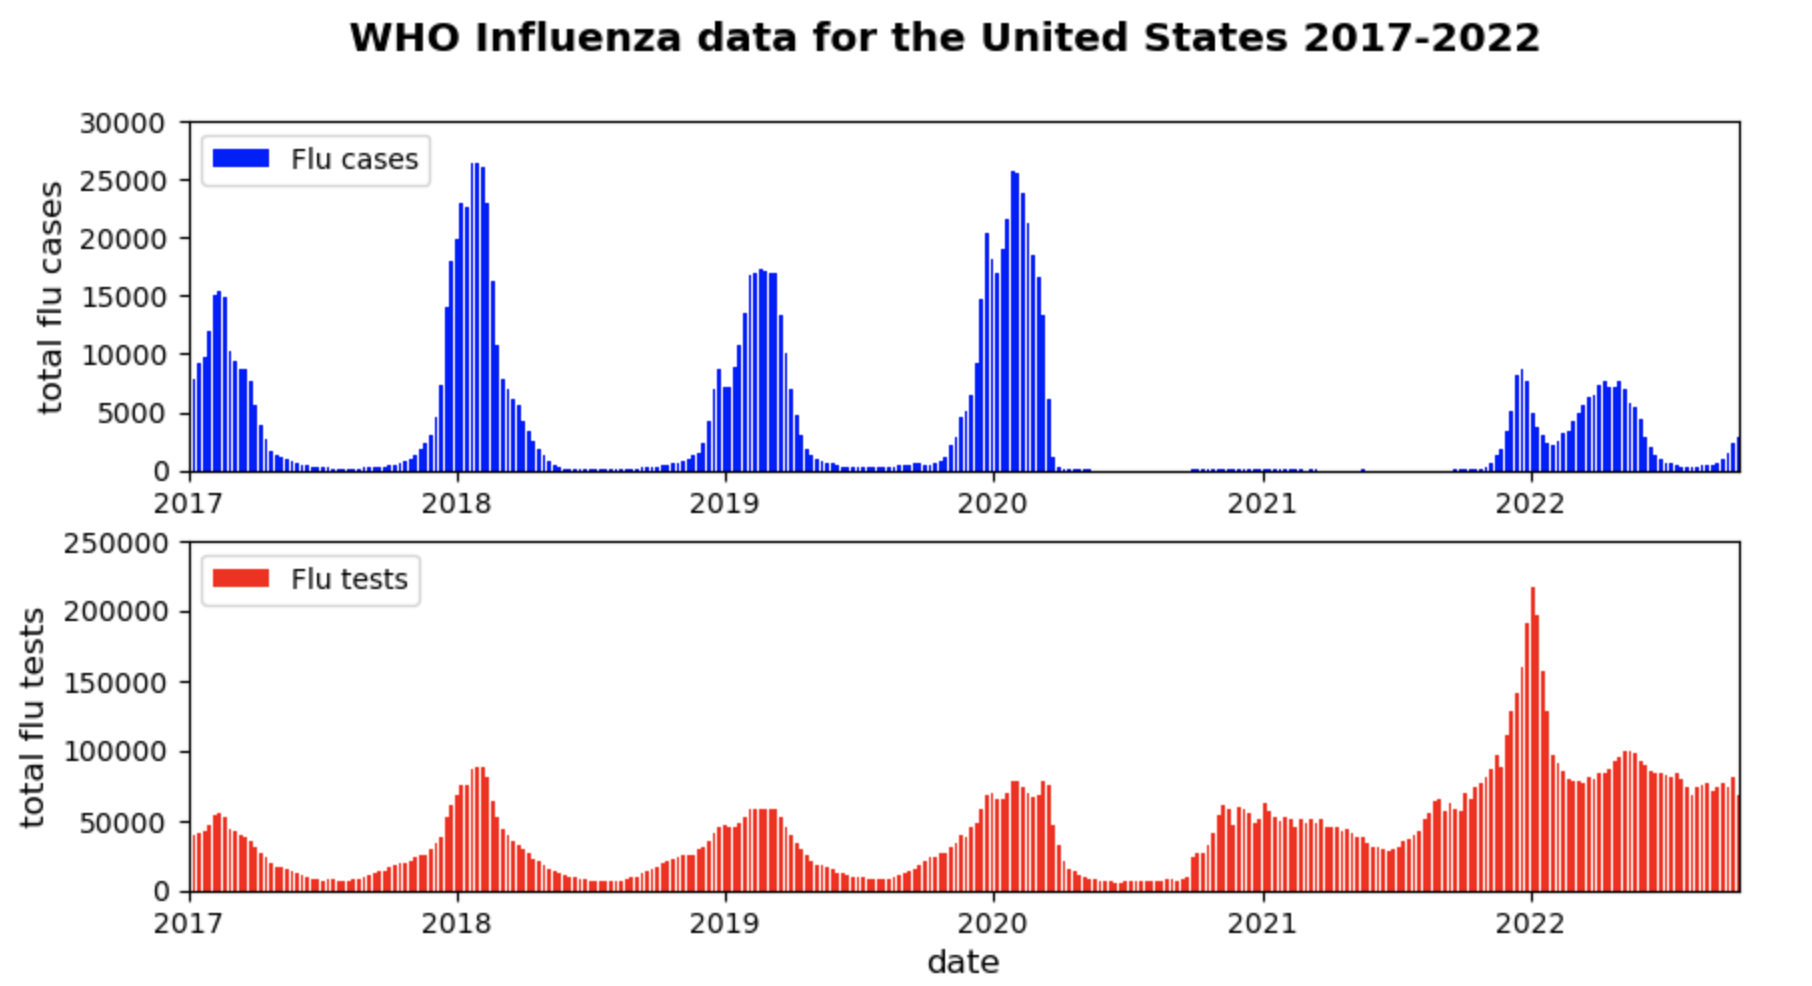 WHO Influenza data for the United States 2017-2022
total flu cases
30000
25000
20000
15000
10000
5000
0
Flu cases
2017 2018 2019 2020 2021 2022
total flu tests
250000
200000
150000
100000
50000
0
Flu tests
2017 2018 2019 2020 2021 2022
date